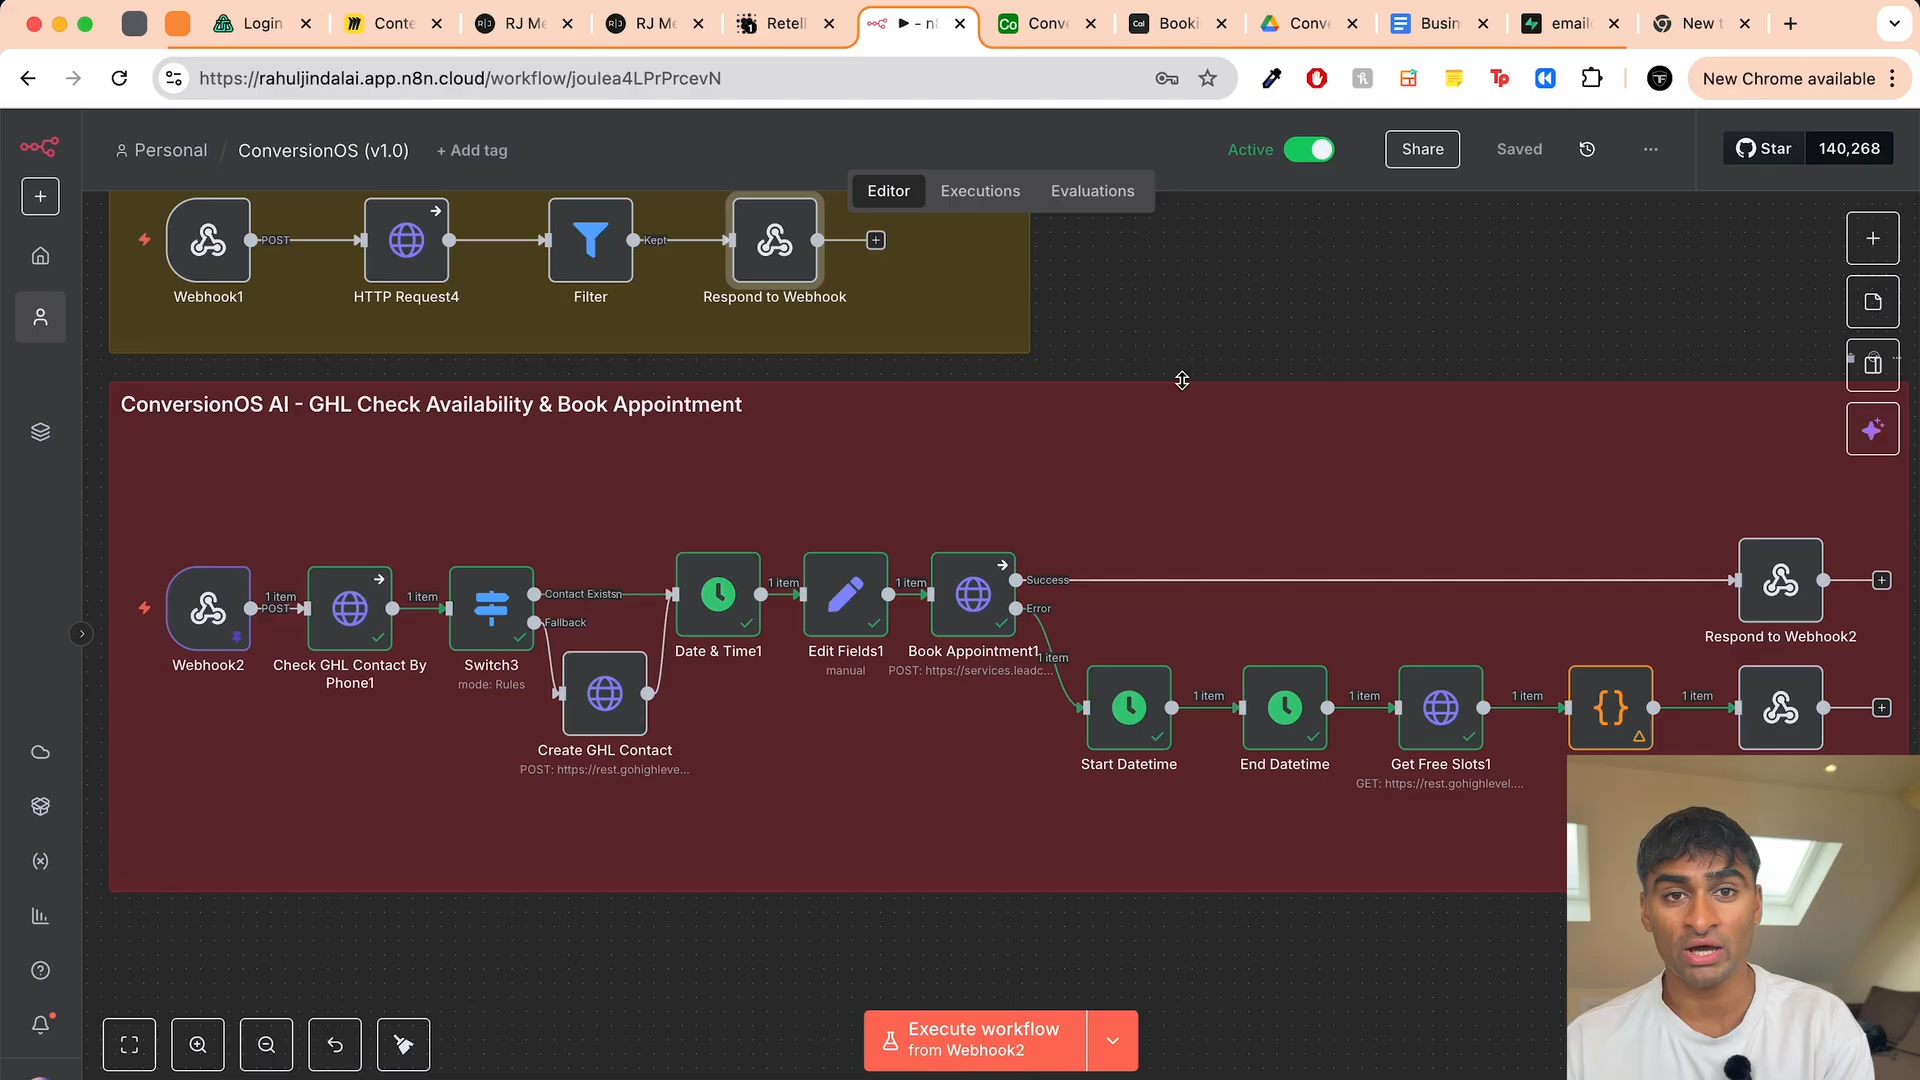 Login
Conte
RJ Me
RJ Me
Retell
▶ - n8
Conve
Booki
Conve
Busin
email
New t
https://rahuljindalai.app.n8n.cloud/workflow/joulea4LPrPrcevN
New Chrome available
Personal / ConversionOS (v1.0) + Add tag
Active
Share
Saved
Star 140,268
Editor Executions Evaluations
POST
Kept
Webhook1
HTTP Request4
Filter
Respond to Webhook
ConversionOS AI - GHL Check Availability & Book Appointment
1 item
POST
1 item
Contact Existsn
Fallback
1 item
1 item
Success
Error
1 item
Webhook2
Check GHL Contact By Phone1
Switch3
mode: Rules
Date & Time1
Edit Fields1
manual
Book Appointment1
POST: https://services.leadc...
Respond to Webhook2
Create GHL Contact
POST: https://rest.gohighleve...
1 item
1 item
1 item
1 item
Start Datetime
End Datetime
Get Free Slots1
GET: https://rest.gohighlevel....
Execute workflow
from Webhook2